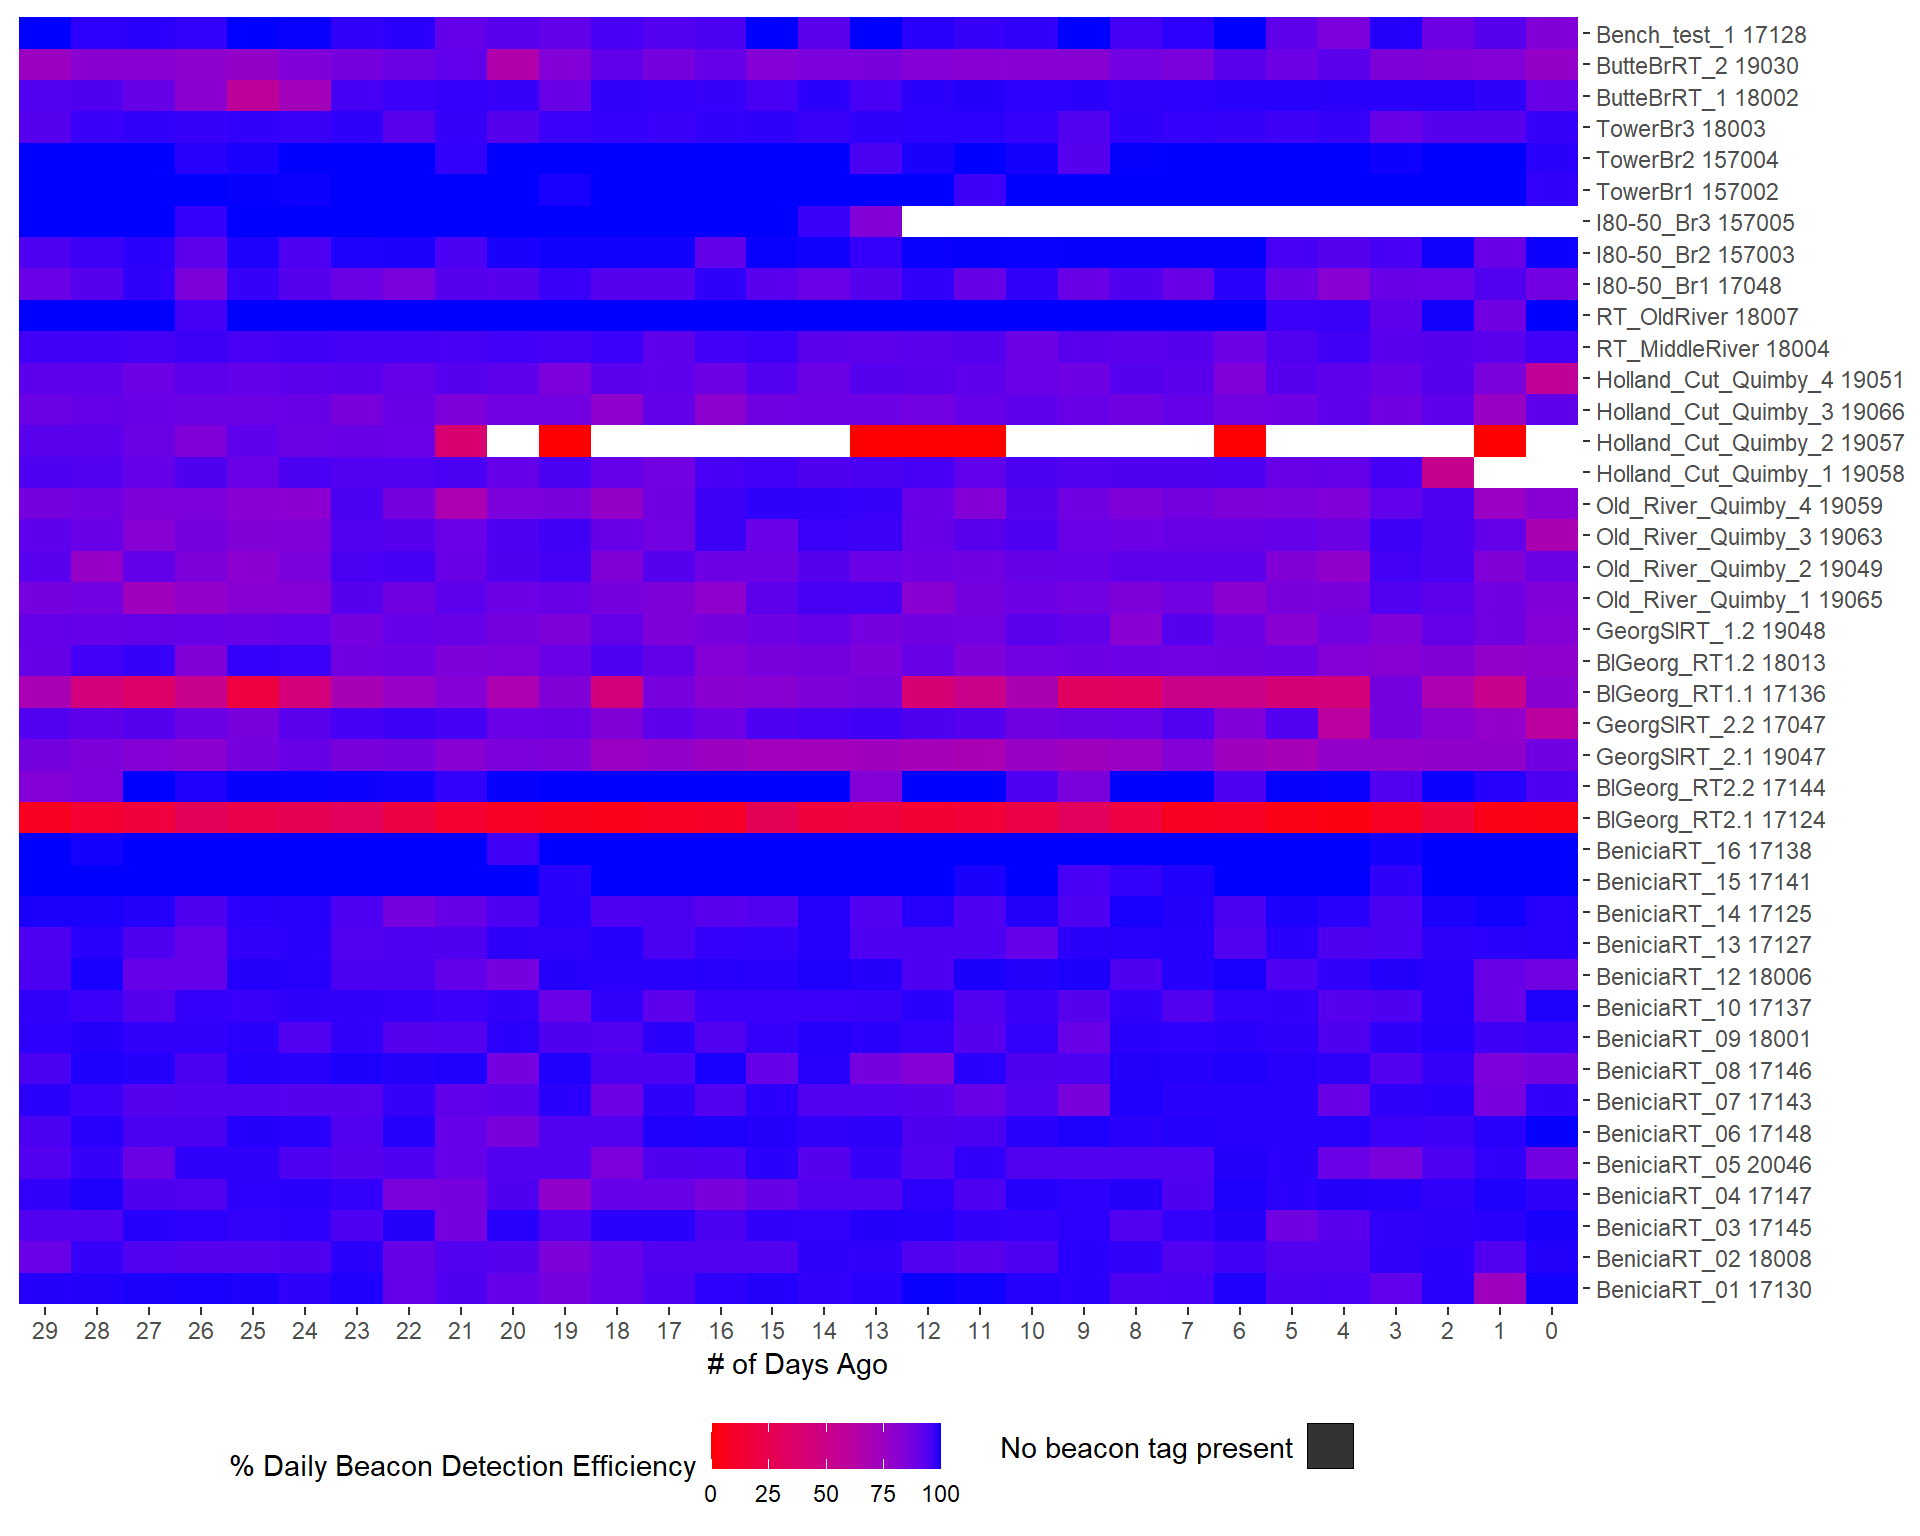 Bench_test_1 17128
ButteBrRT_2 19030
ButteBrRT_1 18002
TowerBr3 18003
TowerBr2 157004
TowerBr1 157002
I80-50_Br3 157005
I80-50_Br2 157003
I80-50_Br1 17048
RT_OldRiver 18007
RT_MiddleRiver 18004
Holland_Cut_Quimby_4 19051
Holland_Cut_Quimby_3 19066
Holland_Cut_Quimby_2 19057
Holland_Cut_Quimby_1 19058
Old_River_Quimby_4 19059
Old_River_Quimby_3 19063
Old_River_Quimby_2 19049
Old_River_Quimby_1 19065
GeorgSlRT_1.2 19048
BlGeorg_RT1.2 18013
BlGeorg_RT1.1 17136
GeorgSlRT_2.2 17047
GeorgSlRT_2.1 19047
BlGeorg_RT2.2 17144
BlGeorg_RT2.1 17124
BeniciaRT_16 17138
BeniciaRT_15 17141
BeniciaRT_14 17125
BeniciaRT_13 17127
BeniciaRT_12 18006
BeniciaRT_10 17137
BeniciaRT_09 18001
BeniciaRT_08 17146
BeniciaRT_07 17143
BeniciaRT_06 17148
BeniciaRT_05 20046
BeniciaRT_04 17147
BeniciaRT_03 17145
BeniciaRT_02 18008
BeniciaRT_01 17130
29 28 27 26 25 24 23 22 21 20 19 18 17 16 15 14 13 12 11 10 9 8 7 6 5 4 3 2 1 0
# of Days Ago
% Daily Beacon Detection Efficiency
0 25 50 75 100
No beacon tag present